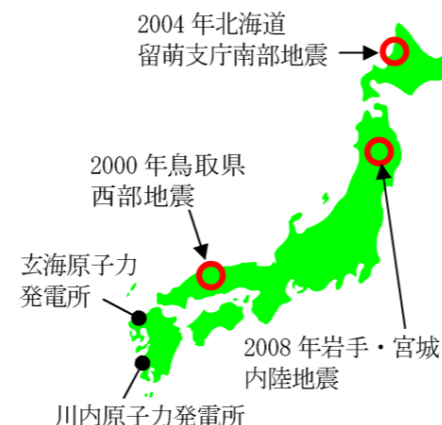 2004 年北海道
留萌支庁南部地震
2000 年鳥取県
西部地震
玄海原子力
発電所
2008 年岩手・宮城
内陸地震
川内原子力発電所